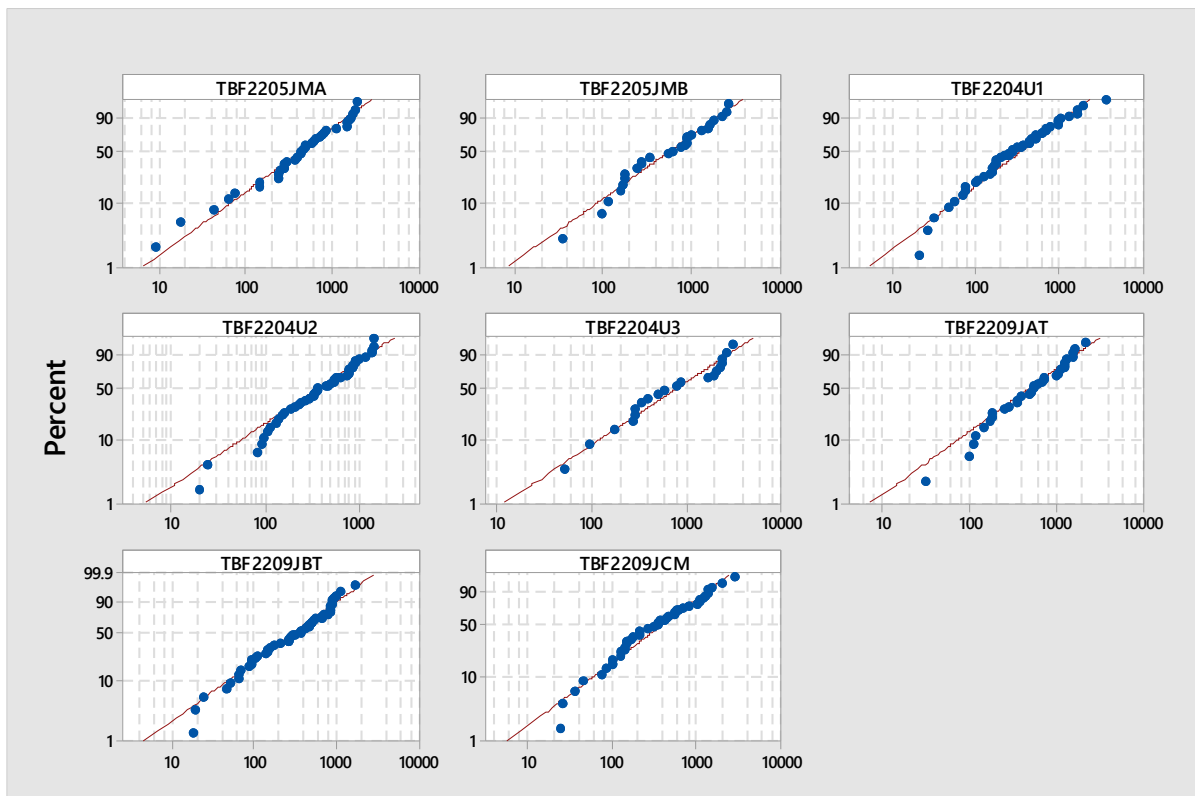 TBF2205JMA TBF2205JMB TBF2204U1
90 90 90
50 50 50
10 10 10
1 1 1
10 100 1000 10000 10 100 1000 10000 10 100 1000 10000
TBF2204U2 TBF2204U3 TBF2209JAT
90 90 90
50 50 50
10 10 10
1 1 1
10 100 1000 10 100 1000 10000 10 100 1000 10000
Percent
TBF2209JBT TBF2209JCM
99.9
90 90
50 50
10 10
1 1
10 100 1000 10000 10 100 1000 10000